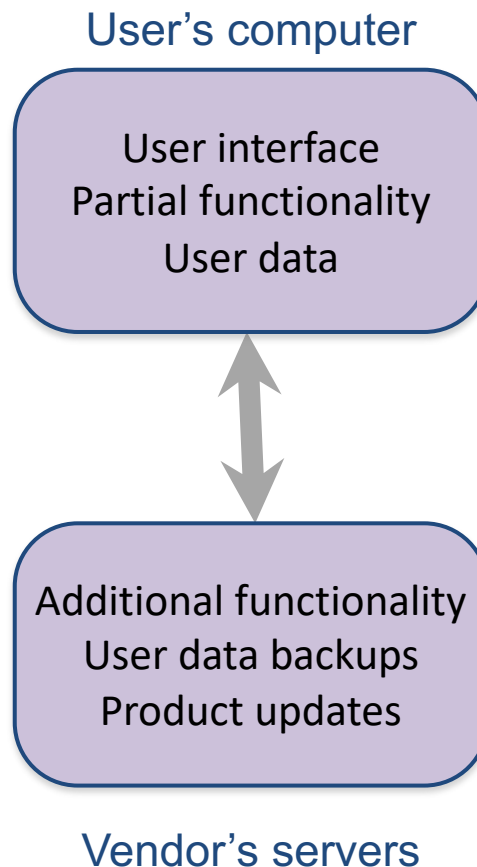 User’s computer
User interface
Partial functionality
User data
Additional functionality
User data backups
Product updates
Vendor’s servers